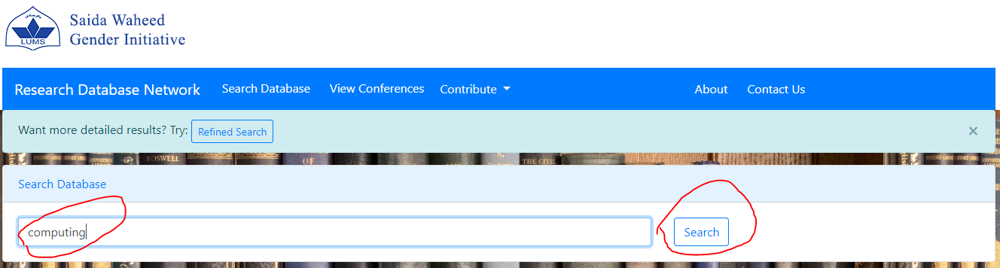 Saida Waheed
Gender Initiative
LUMS
Research Database Network Search Database View Conferences Contribute About Contact Us
Want more detailed results? Try: Refined Search ×
BOSWELL
OF
THE CIVIL
Search Database
computing Search